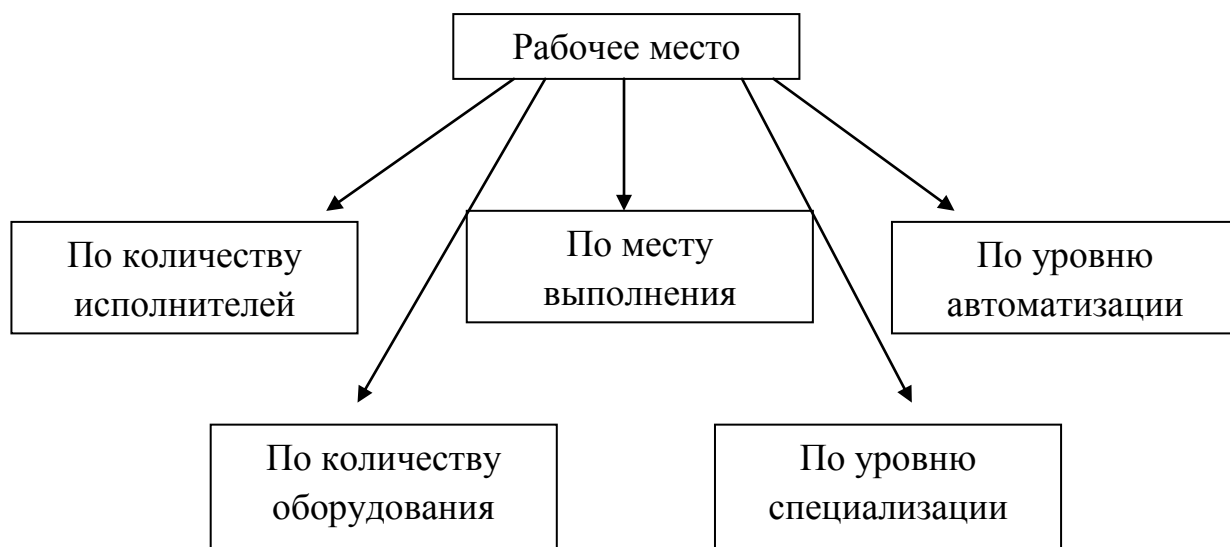 Рабочее место
По количеству
исполнителей
По месту
выполнения
По уровню
автоматизации
По количеству
оборудования
По уровню
специализации